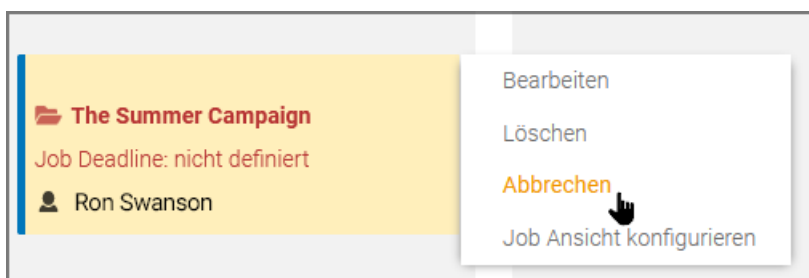 The Summer Campaign
Job Deadline: nicht definiert
Ron Swanson
Bearbeiten
Löschen
Abbrechen
Job Ansicht konfigurieren